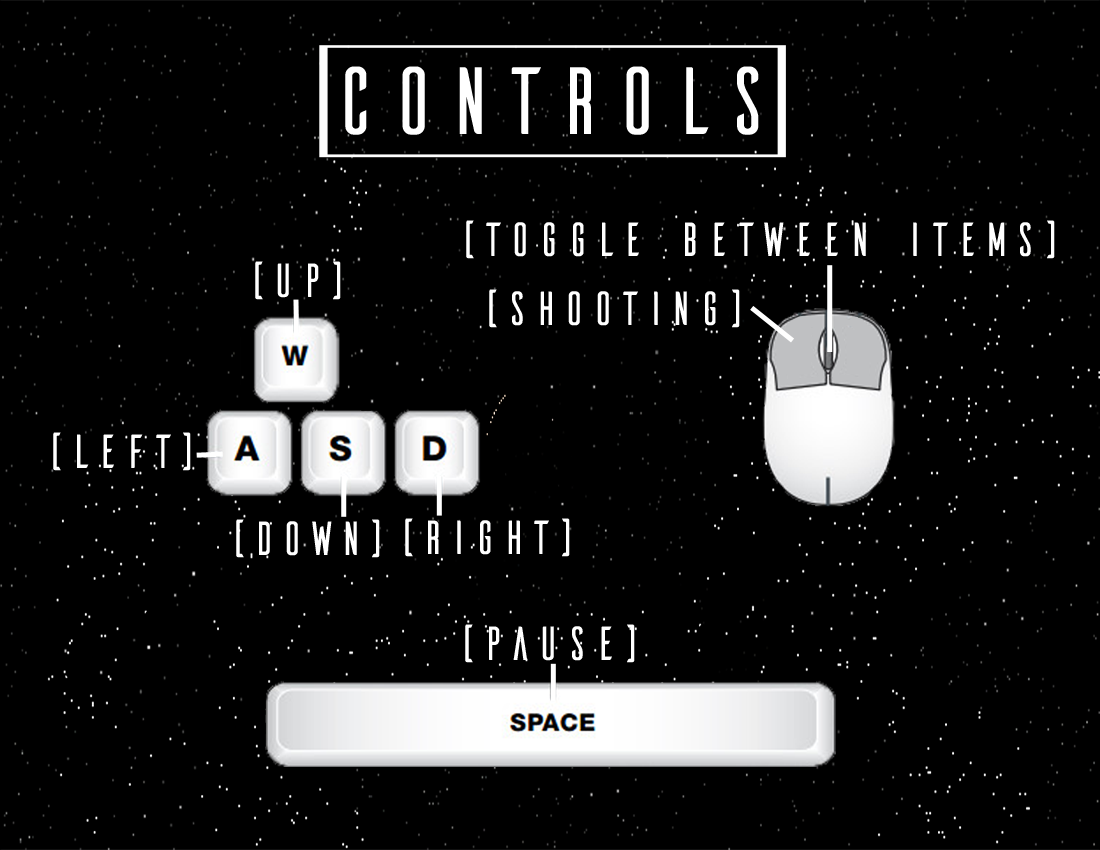 CONTROLS
[TOGGLE BETWEEN ITEMS]
[UP]
[SHOOTING]
W
[LEFT]
A
S
D
[DOWN]
[RIGHT]
[PAUSE]
SPACE